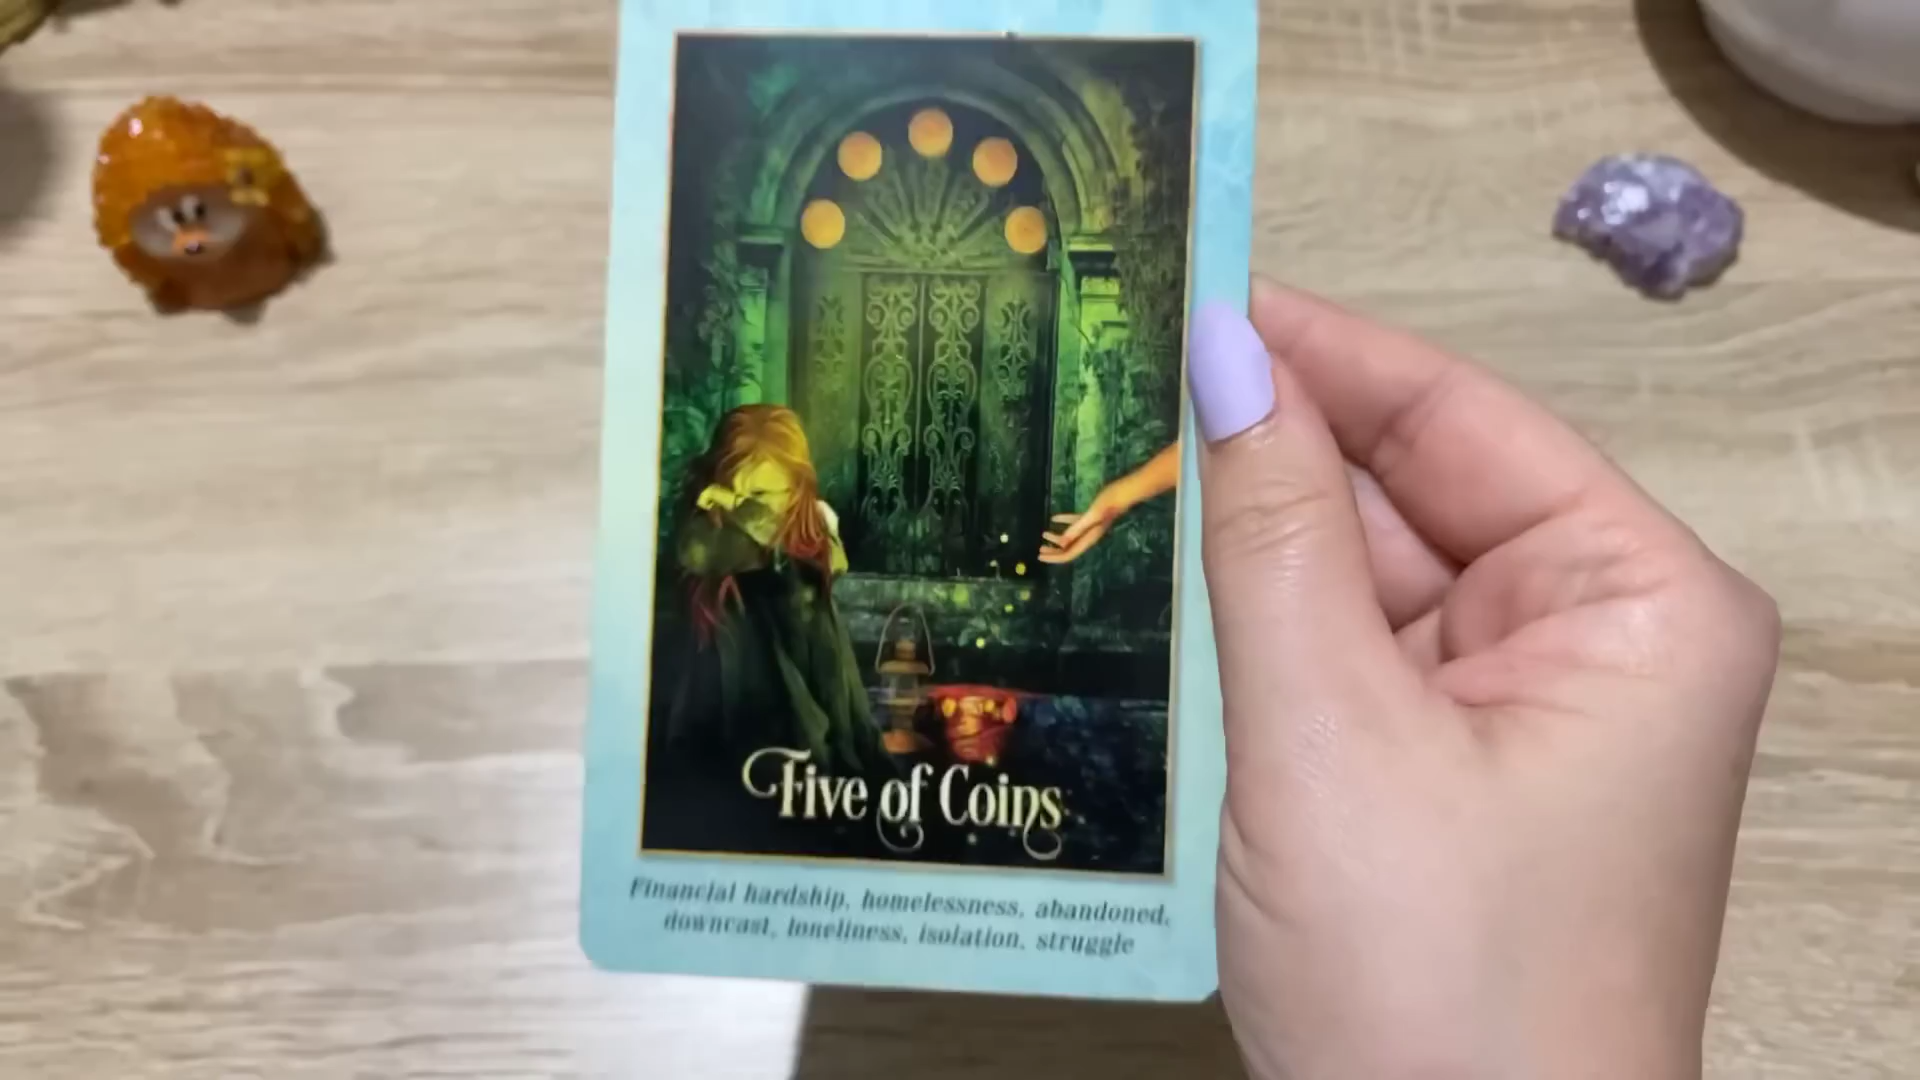 Five of Coins
Financial hardship, homelessness, abandoned,
downcast, loneliness, isolation, struggle